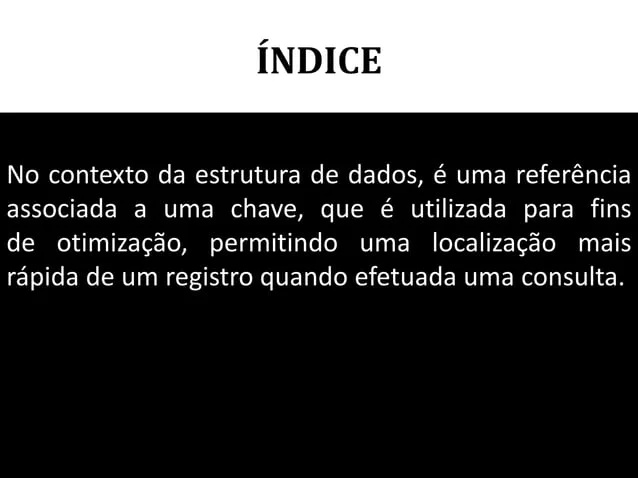 ÍNDICE
No contexto da estrutura de dados, é uma referência
associada a uma chave, que é utilizada para fins
de otimização, permitindo uma localização mais
rápida de um registro quando efetuada uma consulta.